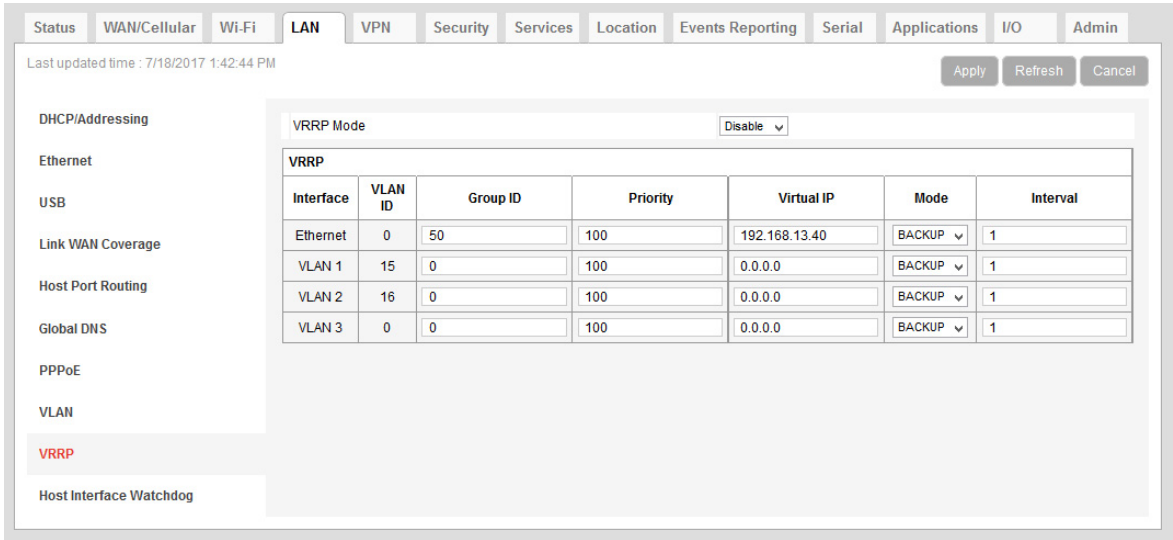 Status WAN/Cellular Wi-Fi LAN VPN Security Services Location Events Reporting Serial Applications I/O Admin
Last updated time : 7/18/2017 1:42:44 PM
Apply Refresh Cancel
DHCP/Addressing
Ethernet
USB
Link WAN Coverage
Host Port Routing
Global DNS
PPPoE
VLAN
VRRP
Host Interface Watchdog
VRRP Mode Disable
VRRP
Interface VLAN ID Group ID Priority Virtual IP Mode Interval
Ethernet 0 50 100 192.168.13.40 BACKUP 1
VLAN 1 15 0 100 0.0.0.0 BACKUP 1
VLAN 2 16 0 100 0.0.0.0 BACKUP 1
VLAN 3 0 0 100 0.0.0.0 BACKUP 1